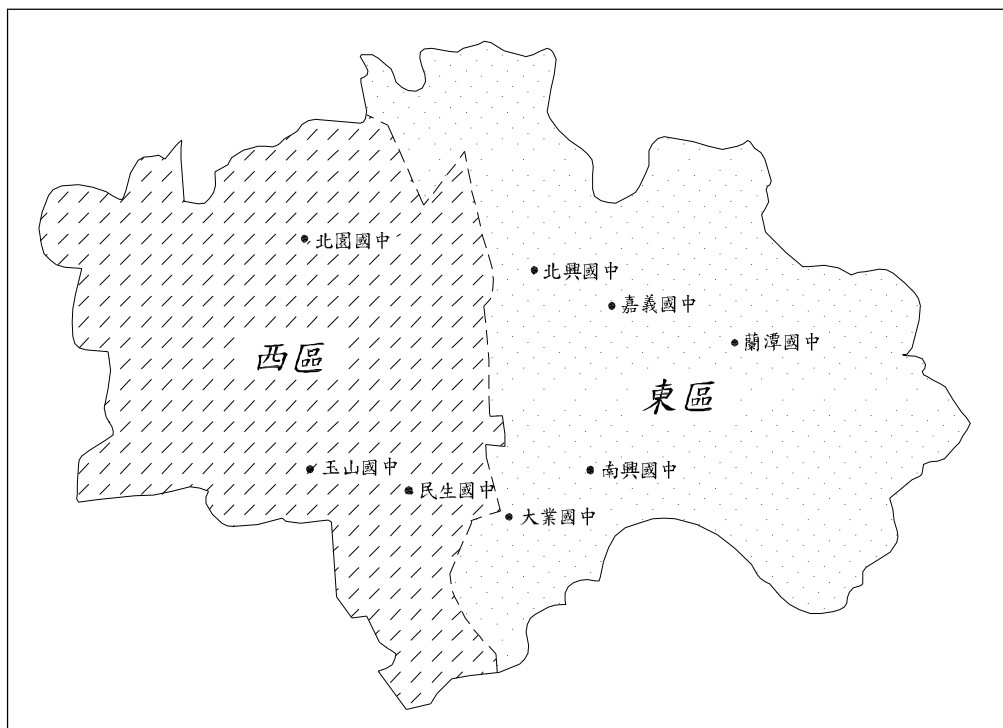 北園國中
北興國中
嘉義國中
蘭潭國中
西區
東區
玉山國中
南興國中
民生國中
大業國中